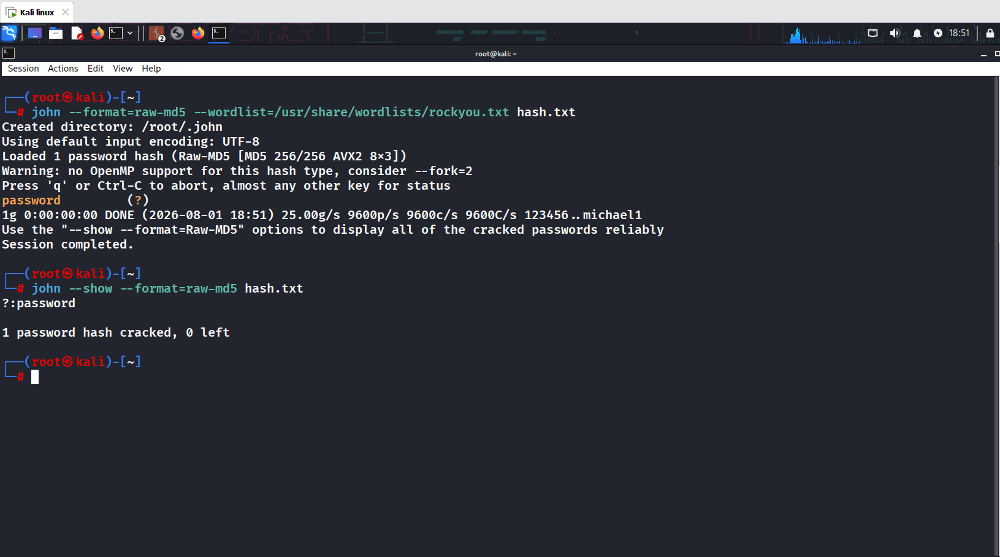 Kali linux
2
18:51
root@kali: ~
Session Actions Edit View Help
┌──(root㉿kali)-[~]
└─# john --format=raw-md5 --wordlist=/usr/share/wordlists/rockyou.txt hash.txt
Created directory: /root/.john
Using default input encoding: UTF-8
Loaded 1 password hash (Raw-MD5 [MD5 256/256 AVX2 8×3])
Warning: no OpenMP support for this hash type, consider --fork=2
Press 'q' or Ctrl-C to abort, almost any other key for status
password         (?)
1g 0:00:00:00 DONE (2026-08-01 18:51) 25.00g/s 9600p/s 9600c/s 9600C/s 123456..michael1
Use the "--show --format=Raw-MD5" options to display all of the cracked passwords reliably
Session completed.
┌──(root㉿kali)-[~]
└─# john --show --format=raw-md5 hash.txt
?:password
1 password hash cracked, 0 left
┌──(root㉿kali)-[~]
└─#